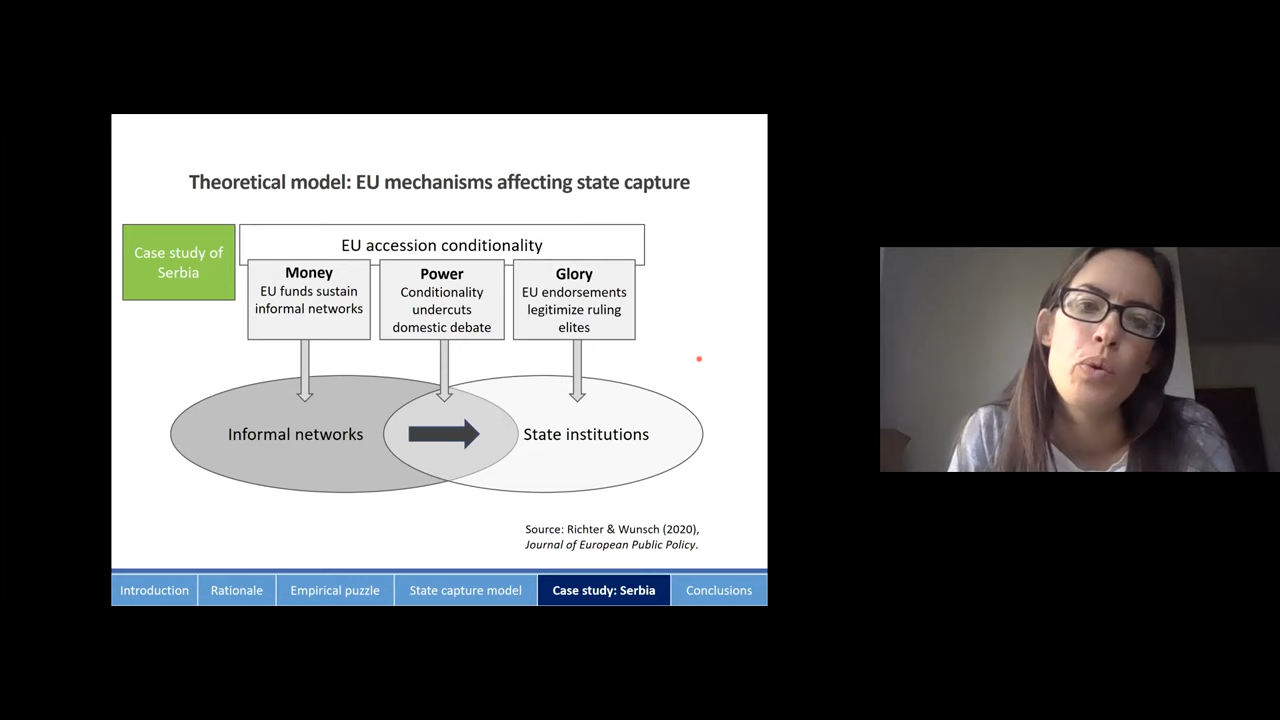 Theoretical model: EU mechanisms affecting state capture
Case study of
Serbia
EU accession conditionality
Money
EU funds sustain
informal networks
Power
Conditionality
undercuts
domestic debate
Glory
EU endorsements
legitimize ruling
elites
Informal networks
State institutions
Source: Richter & Wunsch (2020),
Journal of European Public Policy.
Introduction
Rationale
Empirical puzzle
State capture model
Case study: Serbia
Conclusions